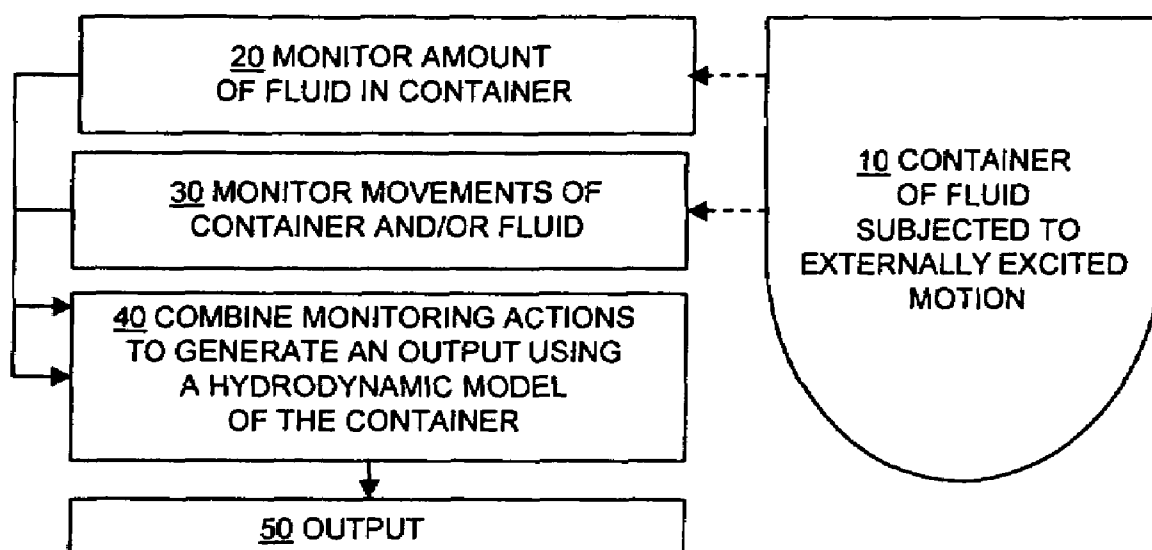 20 MONITOR AMOUNT
OF FLUID IN CONTAINER
30 MONITOR MOVEMENTS OF
CONTAINER AND/OR FLUID
40 COMBINE MONITORING ACTIONS
TO GENERATE AN OUTPUT USING
A HYDRODYNAMIC MODEL
OF THE CONTAINER
50 OUTPUT
10 CONTAINER
OF FLUID
SUBJECTED TO
EXTERNALLY EXCITED
MOTION